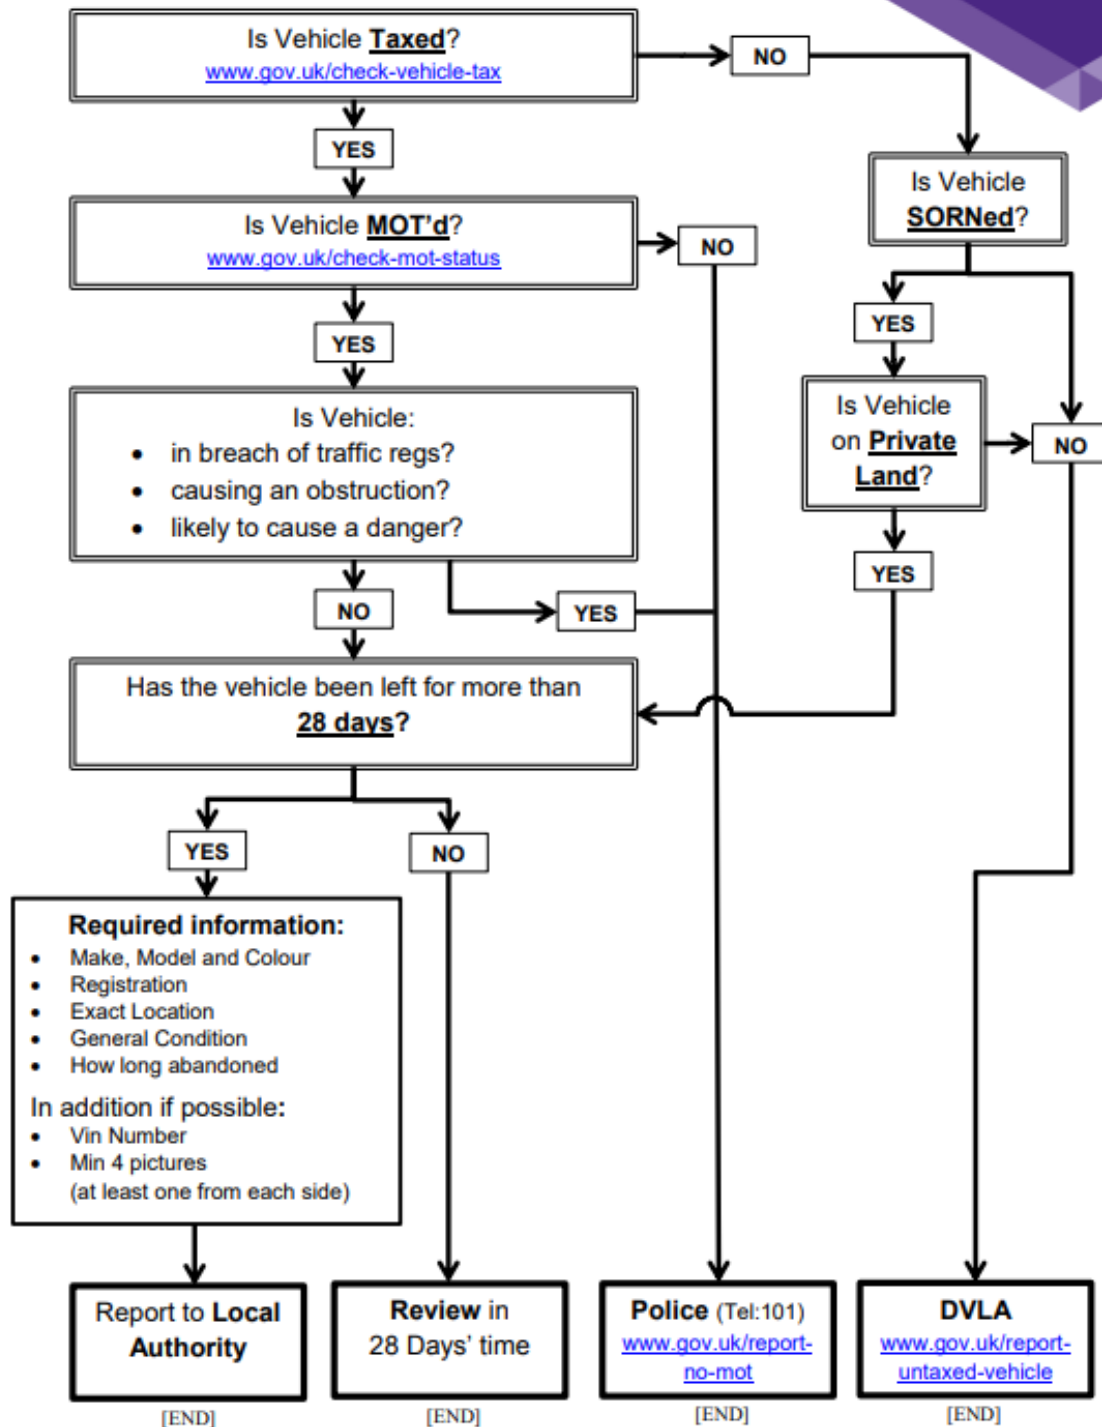 Is Vehicle Taxed?
www.gov.uk/check-vehicle-tax
NO
YES
Is Vehicle
SORNed?
Is Vehicle MOT’d?
www.gov.uk/check-mot-status
NO
YES
YES
Is Vehicle:
• in breach of traffic regs?
• causing an obstruction?
• likely to cause a danger?
Is Vehicle
on Private
Land?
NO
YES
NO
YES
Has the vehicle been left for more than
28 days?
YES
NO
Required information:
• Make, Model and Colour
• Registration
• Exact Location
• General Condition
• How long abandoned
In addition if possible:
• Vin Number
• Min 4 pictures
(at least one from each side)
Report to Local
Authority
[END]
Review in
28 Days’ time
[END]
Police (Tel:101)
www.gov.uk/report-
no-mot
[END]
DVLA
www.gov.uk/report-
untaxed-vehicle
[END]